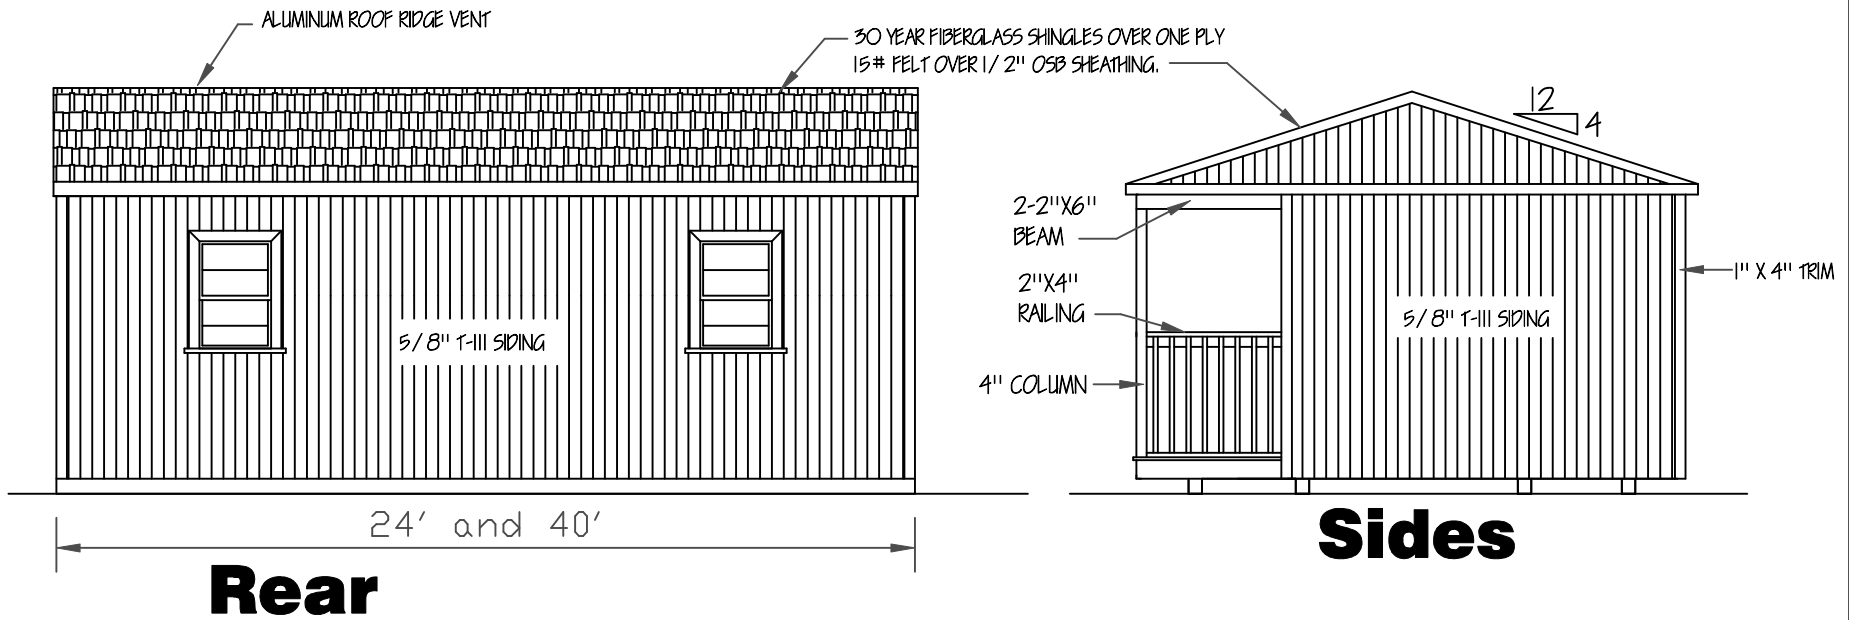 ALUMINUM ROOF RIDGE VENT
30 YEAR FIBERGLASS SHINGLES OVER ONE PLY
15# FELT OVER 1/2" OSB SHEATHING.
12
4
2-2"X6"
BEAM
2"X4"
RAILING
1" X 4" TRIM
5/8" T-111 SIDING
5/8" T-111 SIDING
4" COLUMN
24' and 40'
Sides
Rear